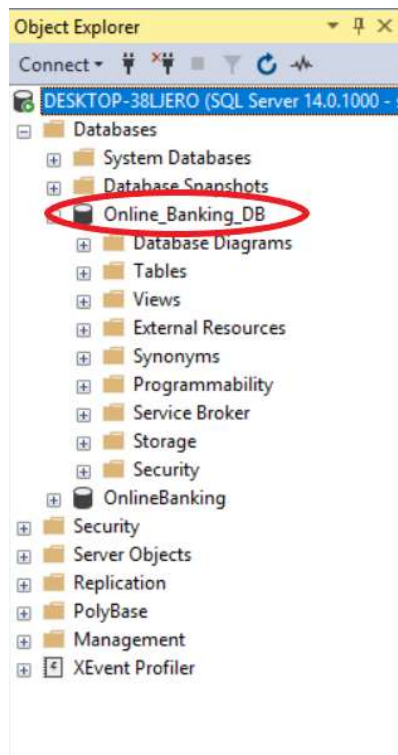 Object Explorer
Connect
DESKTOP-38LJERO (SQL Server 14.0.1000 -
Databases
System Databases
Database Snapshots
Online_Banking_DB
Database Diagrams
Tables
Views
External Resources
Synonyms
Programmability
Service Broker
Storage
Security
OnlineBanking
Security
Server Objects
Replication
PolyBase
Management
XEvent Profiler